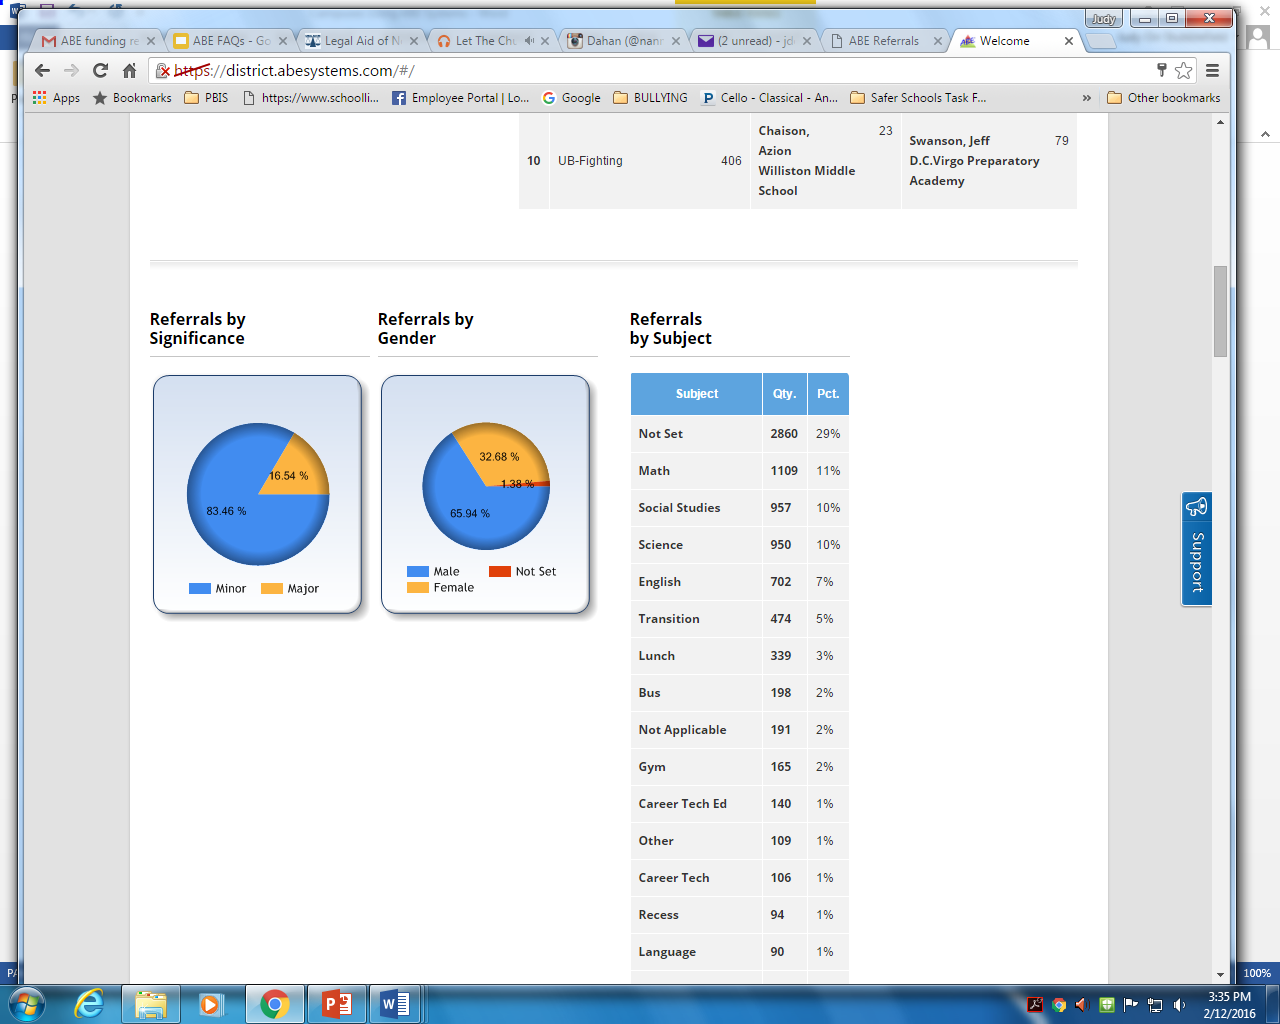 Judy
ABE funding re
ABE FAQs - Go
Legal Aid of N
Let The Chu
Dahan (@nanr
(2 unread) - jd
ABE Referrals
Welcome
https://district.abesystems.com/#/
Apps
Bookmarks
PBIS
https://www.schoolli...
Employee Portal | Lo...
Google
BULLYING
Cello - Classical - An...
Safer Schools Task F...
»
Other bookmarks
10 UB-Fighting 406
Chaison, 23
Azion
Williston Middle
School
Swanson, Jeff 79
D.C.Virgo Preparatory
Academy
Referrals by
Significance
16.54 %
83.46 %
Minor Major
Referrals by
Gender
32.68 %
1.38 %
65.94 %
Male Not Set
Female
Referrals
by Subject
Subject Qty. Pct.
Not Set 2860 29%
Math 1109 11%
Social Studies 957 10%
Science 950 10%
English 702 7%
Transition 474 5%
Lunch 339 3%
Bus 198 2%
Not Applicable 191 2%
Gym 165 2%
Career Tech Ed 140 1%
Other 109 1%
Career Tech 106 1%
Recess 94 1%
Language 90 1%
Support
PA
100%
3:35 PM
2/12/2016